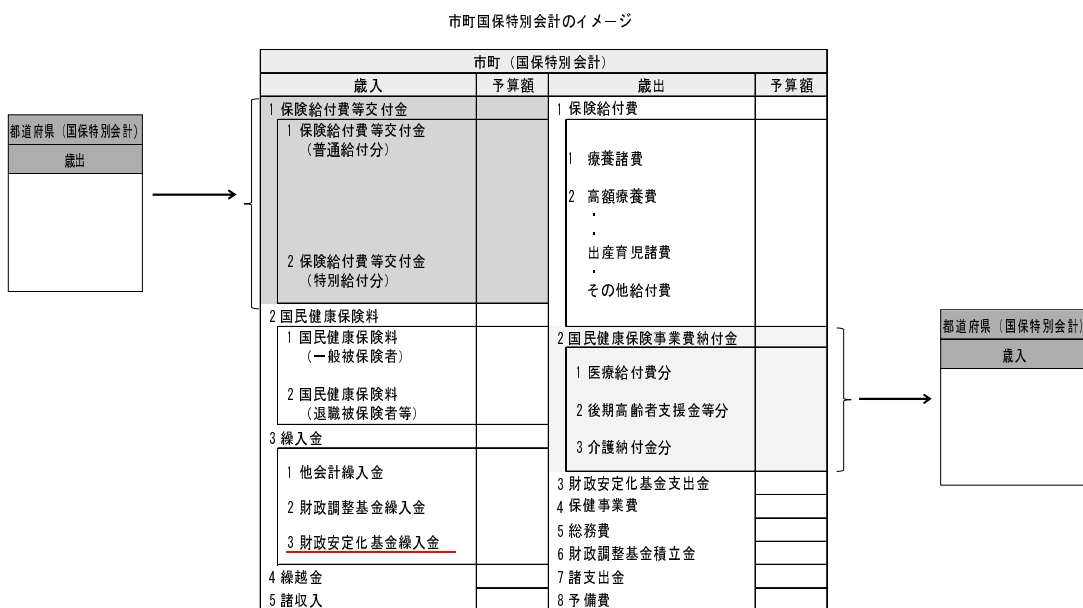 市町国保特別会計のイメージ
市町（国保特別会計）
歳入 予算額 歳出 予算額
都道府県（国保特別会計）
歳出
1 保険給付費等交付金
1 保険給付費等交付金
（普通給付分）
2 保険給付費等交付金
（特別給付分）
2 国民健康保険料
1 国民健康保険料
（一般被保険者）
2 国民健康保険料
（退職被保険者等）
3 繰入金
1 他会計繰入金
2 財政調整基金繰入金
3 財政安定化基金繰入金
4 繰越金
5 諸収入
1 保険給付費
1 療養諸費
2 高額療養費
・
・
出産育児諸費
・
その他給付費
2 国民健康保険事業費納付金
1 医療給付費分
2 後期高齢者支援金等分
3 介護納付金分
3 財政安定化基金支出金
4 保健事業費
5 総務費
6 財政調整基金積立金
7 諸支出金
8 予備費
都道府県（国保特別会計）
歳入